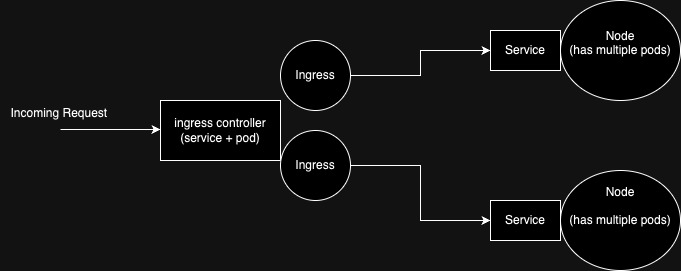 Incoming Request
ingress controller
(service + pod)
Ingress
Service
Node
(has multiple pods)
Ingress
Service
Node
(has multiple pods)